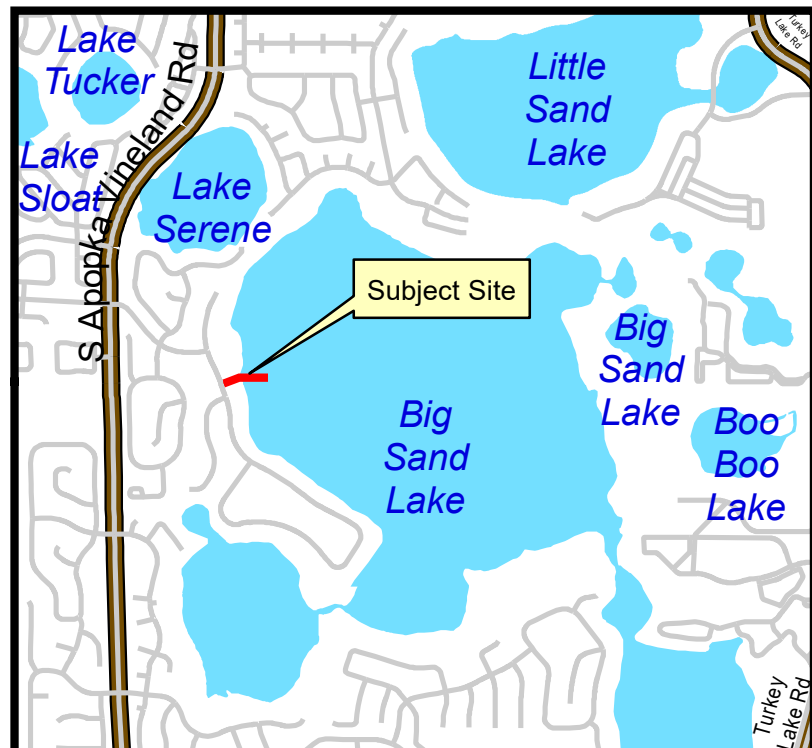 Lake
Tucker
S Apopka Vineland Rd
Lake
Sloat
Lake
Serene
Little
Sand
Lake
Turkey
Lake Rd
Subject Site
Big
Sand
Lake
Big
Sand
Lake
Boo
Boo
Lake
Turkey
Lake Rd